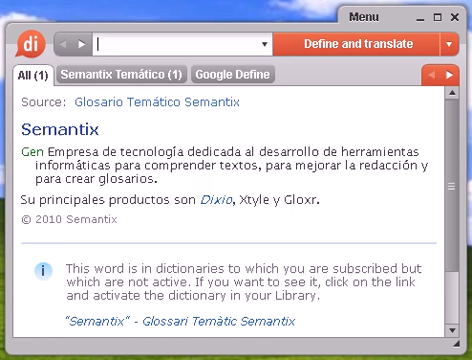 Menu
di
Define and translate
All (1)
Semantix Temático (1)
Google Define
Source: Glosario Temático Semantix
Semantix
Gen Empresa de tecnología dedicada al desarrollo de herramientas
informáticas para comprender textos, para mejorar la redacción y
para crear glosarios.
Su principales productos son Dixio, Xtyle y Gloxr.
© 2010 Semantix
i
This word is in dictionaries to which you are subscribed but
which are not active. If you want to see it, click on the link
and activate the dictionary in your Library.
"Semantix" - Glossari Temàtic Semantix